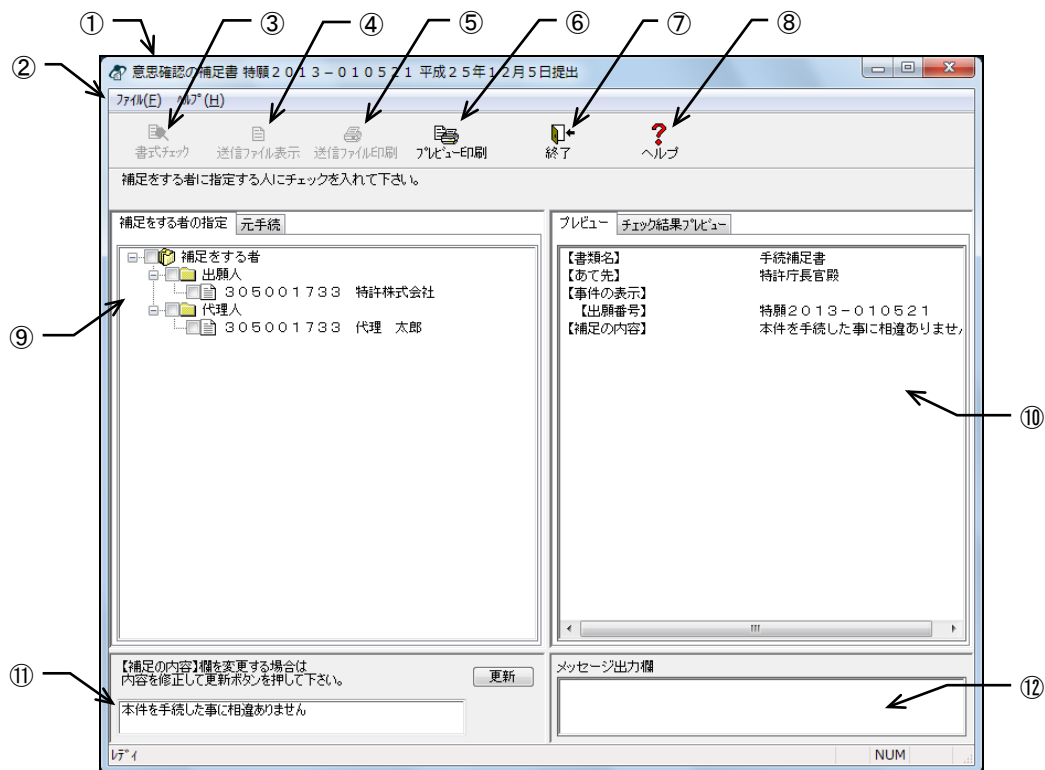 ① ③ ④ ⑤ ⑥ ⑦ ⑧
②
意思確認の補足書 特願２０１３－０１０５２１ 平成２５年１２月５日提出
ﾌｧｲﾙ(F) ﾍﾙﾌﾟ(H)
書式ﾁｪｯｸ 送信ﾌｧｲﾙ表示 送信ﾌｧｲﾙ印刷 ﾌﾟﾚﾋﾞｭｰ印刷 終了 ? ヘルプ
補足をする者に指定する人にチェックを入れて下さい。
補足をする者の指定 元手続
補足をする者
出願人
３０５００１７３３ 特許株式会社
代理人
３０５００１７３３ 代理 太郎
⑨
プレビュー ﾁｪｯｸ結果ﾌﾟﾚﾋﾞｭｰ
【書類名】 手続補足書
【あて先】 特許庁長官殿
【事件の表示】
【出願番号】 特願２０１３－０１０５２１
【補足の内容】 本件を手続した事に相違ありませ
⑩
【補足の内容】欄を変更する場合は
内容を修正して更新ボタンを押して下さい。
更新
⑪
本件を手続した事に相違ありません
メッセージ出力欄
⑫
ﾚﾃﾞｨ NUM